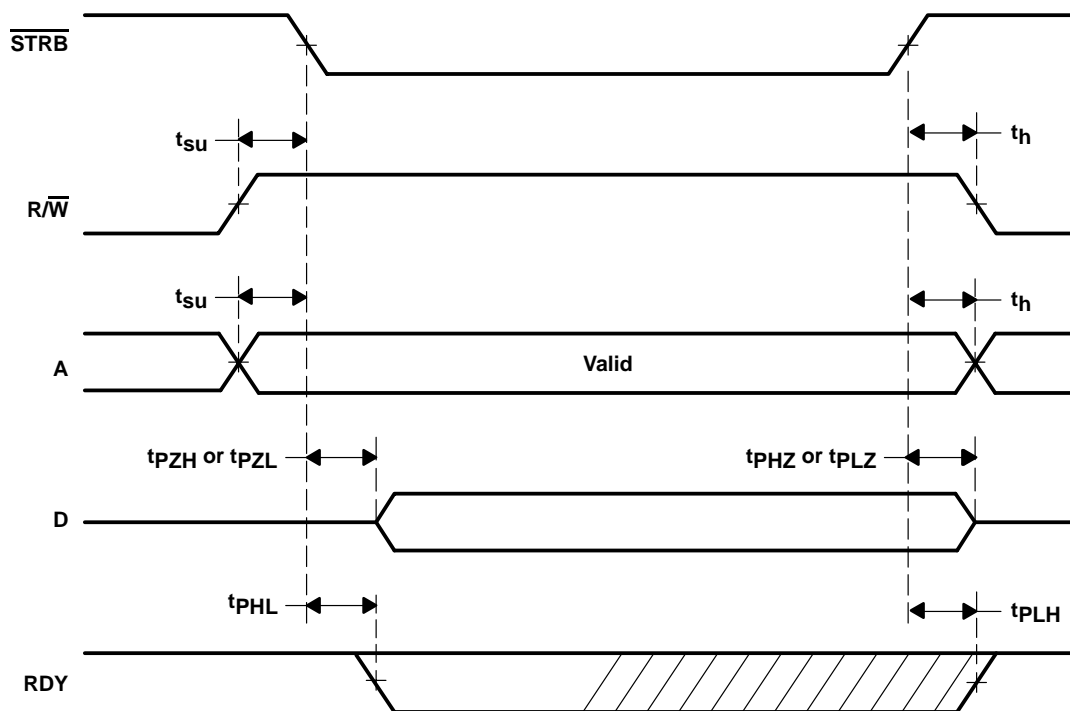 STRB
tsu
th
R/W
tsu
th
A
Valid
tPZH or tPZL
tPHZ or tPLZ
D
tPHL
tPLH
RDY